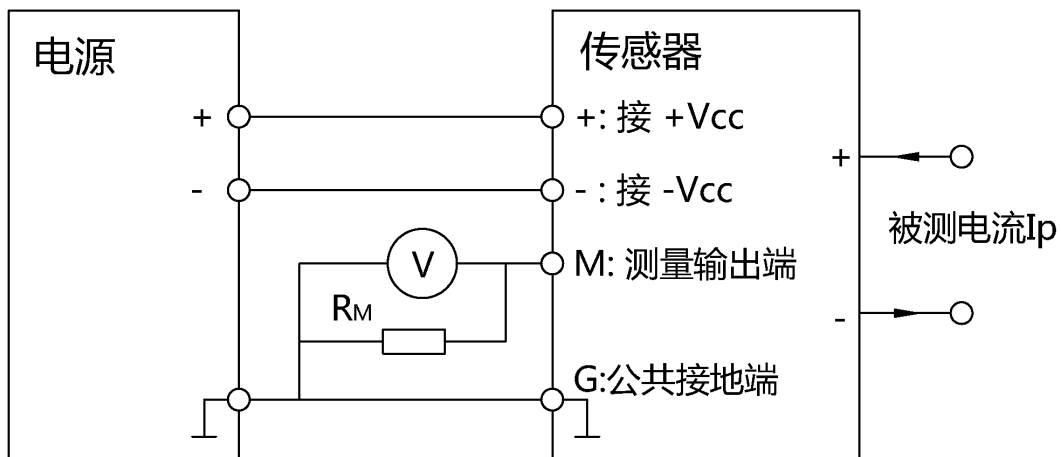 电源
传感器
+
+: 接 +Vcc
+
-
- : 接 -Vcc
被测电流Ip
V
M: 测量输出端
RM
-
G:公共接地端